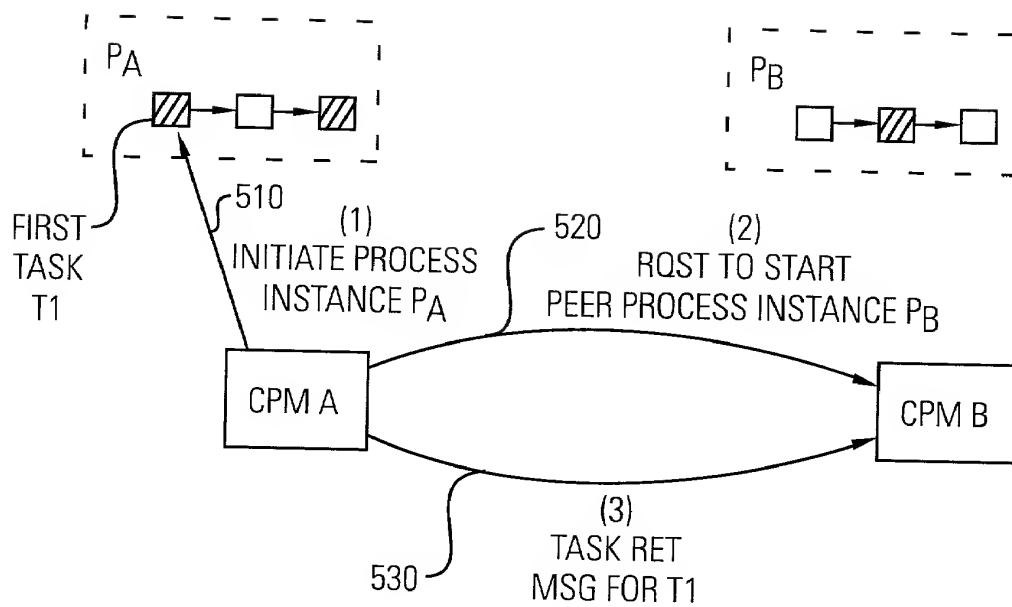 PA
PB
FIRST
TASK
T1
510
(1)
INITIATE PROCESS
INSTANCE PA
520
(2)
RQST TO START
PEER PROCESS INSTANCE PB
CPM A
CPM B
530
(3)
TASK RET
MSG FOR T1